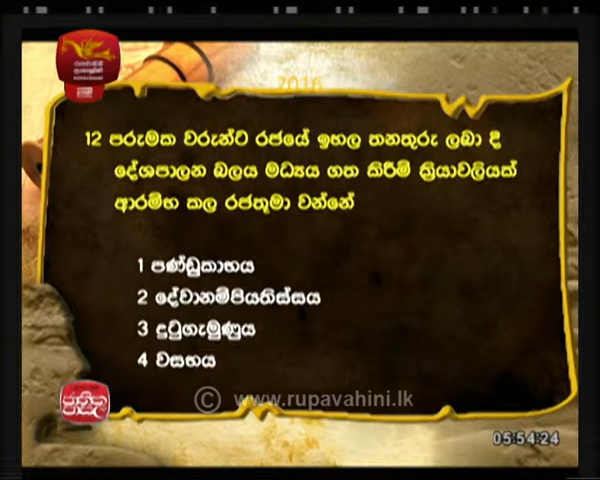 2016
12 පරුමක වරුන්ට රජයේ ඉහල තනතුරු ලබා දී
දේශපාලන බලය මධ්‍යය ගත කිරීම් ක්‍රියාවලියක්
ආරම්භ කල රජතුමා වන්නේ
1 පණ්ඩුකාභය
2 දේවානම්පියතිස්සය
3 දුටුගැමුණුය
4 වසභය
© www.rupavahini.lk
05:54:24